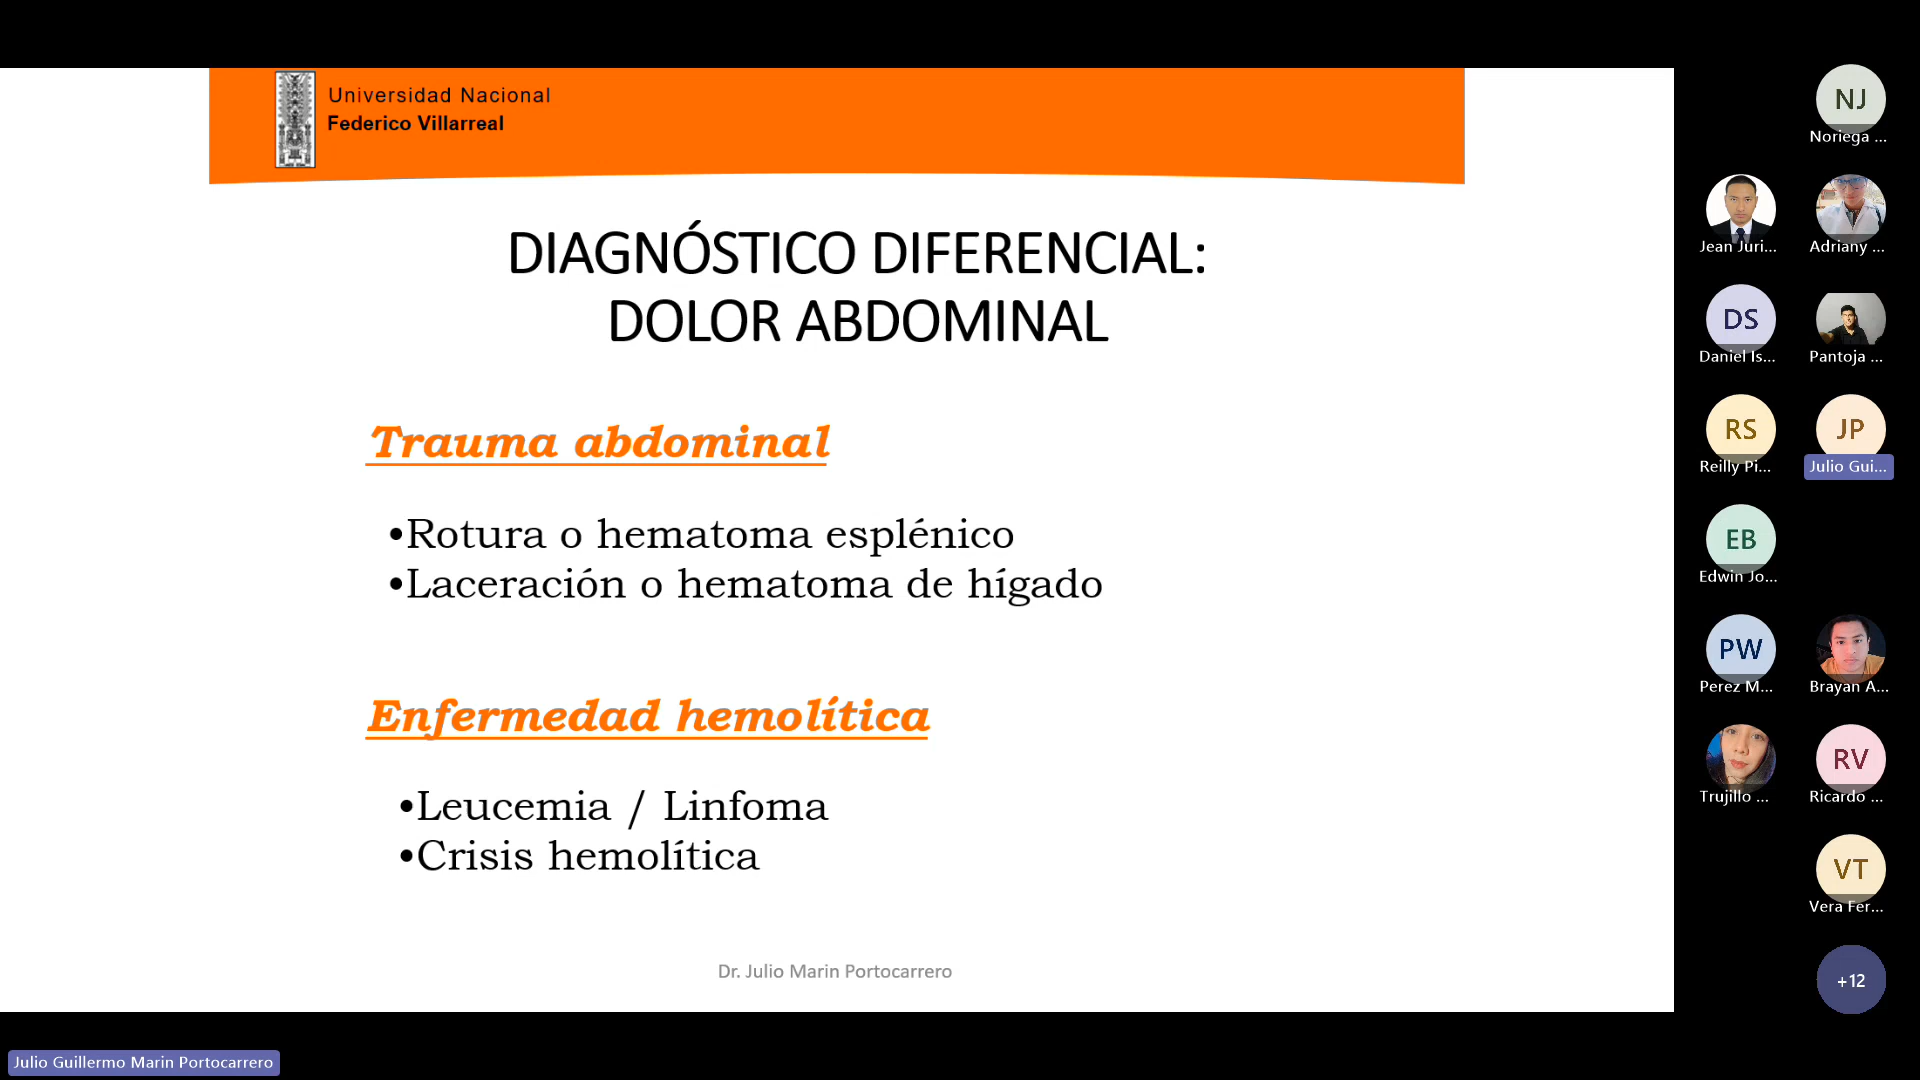 Universidad Nacional
Federico Villarreal
DIAGNÓSTICO DIFERENCIAL:
DOLOR ABDOMINAL
Trauma abdominal
•Rotura o hematoma esplénico
•Laceración o hematoma de hígado
Enfermedad hemolítica
•Leucemia / Linfoma
•Crisis hemolítica
Dr. Julio Marin Portocarrero
NJ
Noriega ...
Jean Juri...
Adriany ...
DS
Daniel Is...
Pantoja ...
RS
Reilly Pi...
JP
Julio Gui...
EB
Edwin Jo...
PW
Perez M...
Brayan A...
Trujillo ...
RV
Ricardo ...
VT
Vera Fer...
+12
Julio Guillermo Marin Portocarrero